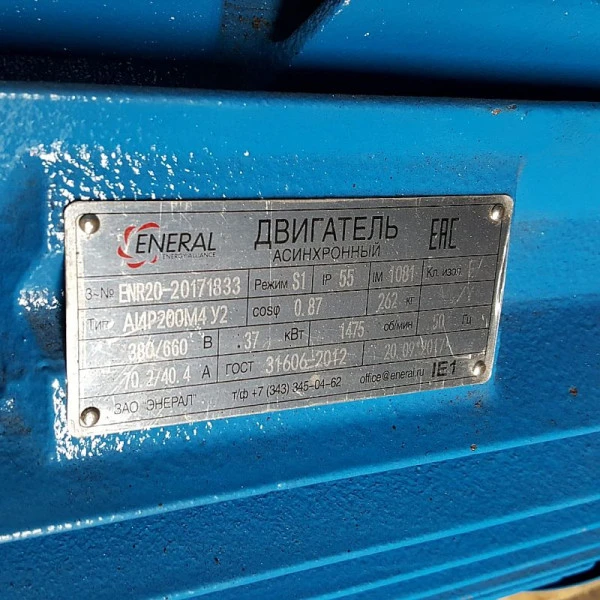 ENERAL
ENERGY ALLIANCE
ДВИГАТЕЛЬ
АСИНХРОННЫЙ
EAC
3~№ ENR20-20171833 Режим S1 IP 55 IM 1081 Кл. изол. F
Тип АИР200М4 У2 cosφ 0.87 262 кг
380/660 В 37 кВт 1475 об/мин 50 Гц
70.2/40.4 А ГОСТ 31606-2012 IE1
ЗАО "ЭНЕРАЛ" т/ф +7 (343) 345-04-62 office@eneral.ru